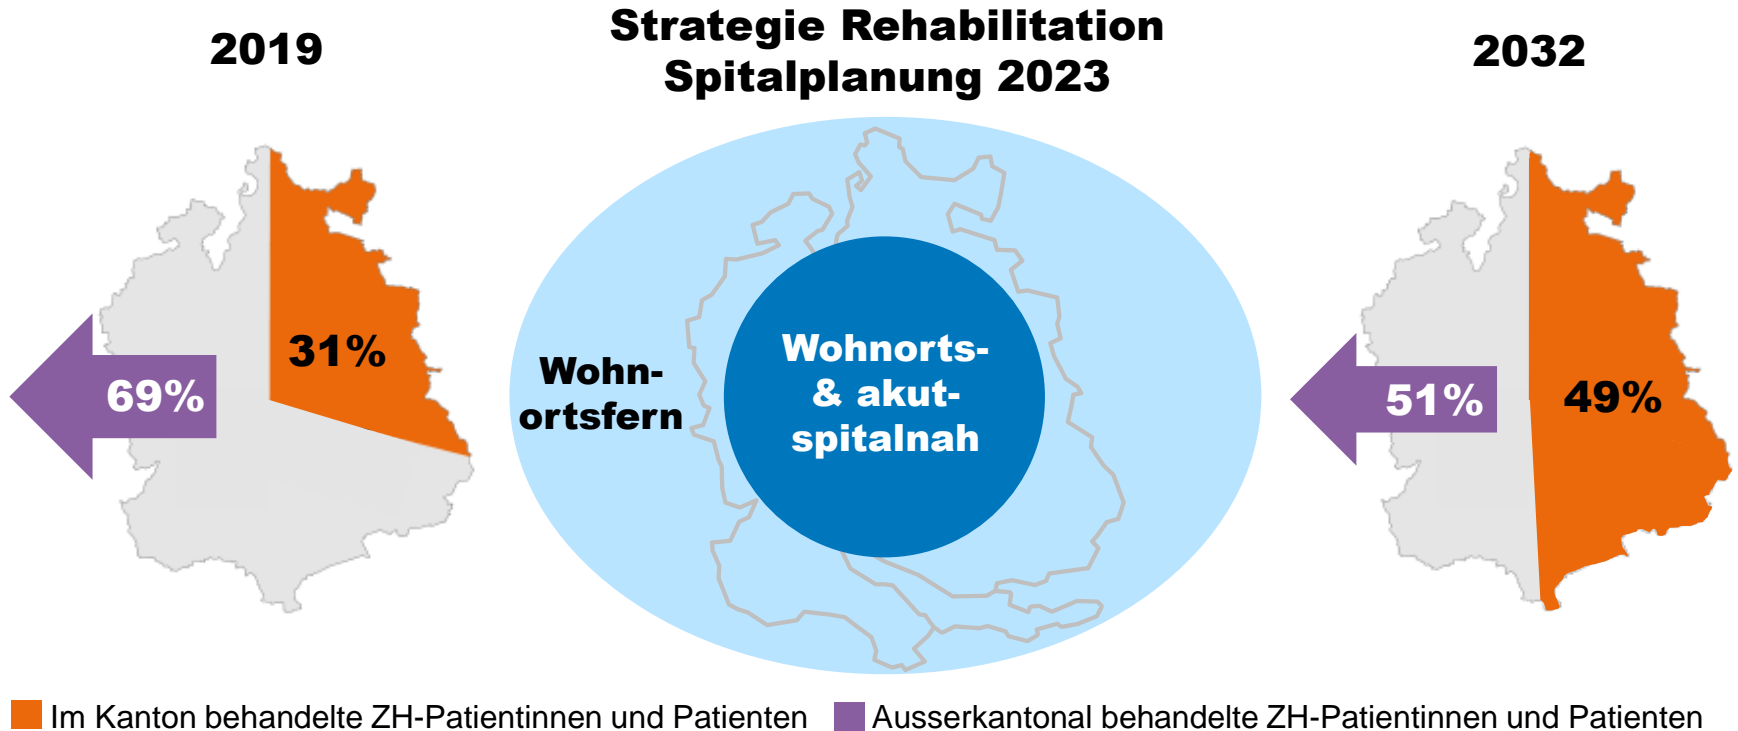 Strategie Rehabilitation
Spitalplanung 2023
2019
2032
31%
69%
Wohn-
ortsfern
Wohnorts-
& akut-
spitalnah
51%
49%
Im Kanton behandelte ZH-Patientinnen und Patienten
Ausserkantonal behandelte ZH-Patientinnen und Patienten